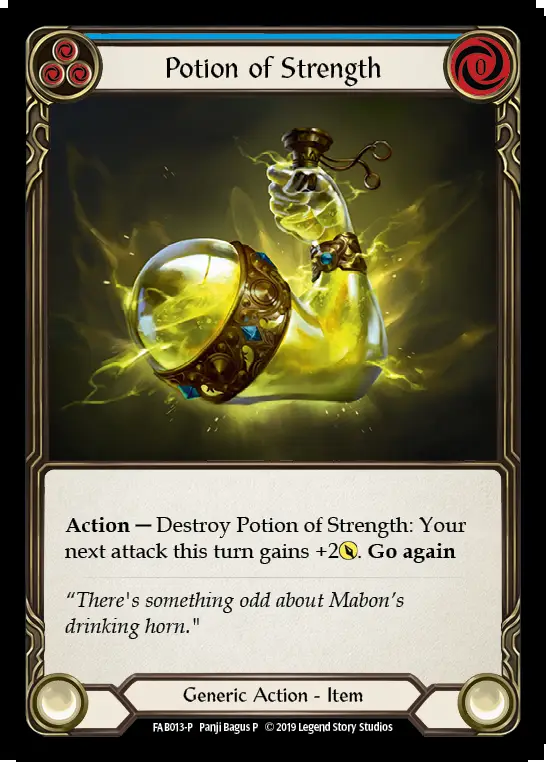 Potion of Strength
0
Action — Destroy Potion of Strength: Your
next attack this turn gains +2. Go again
“There's something odd about Mabon’s
drinking horn."
Generic Action - Item
FAB013-P Panji Bagus P © 2019 Legend Story Studios